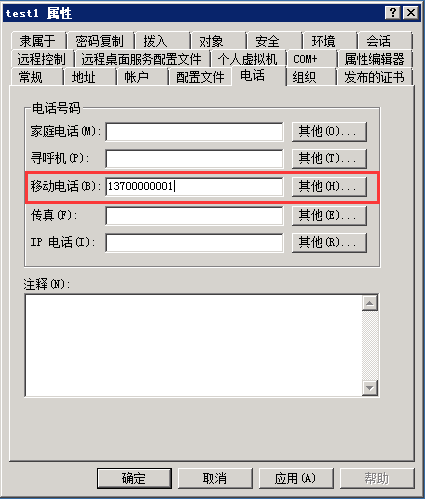 test1 属性
隶属于 密码复制 拨入 对象 安全 环境 会话
远程控制 远程桌面服务配置文件 个人虚拟机 COM+ 属性编辑器
常规 地址 帐户 配置文件 电话 组织 发布的证书
电话号码
家庭电话(M): 其他(O)...
寻呼机(P): 其他(T)...
移动电话(B): 13700000001 其他(H)...
传真(F): 其他(E)...
IP 电话(I): 其他(R)...
注释(N):
确定 取消 应用(A) 帮助